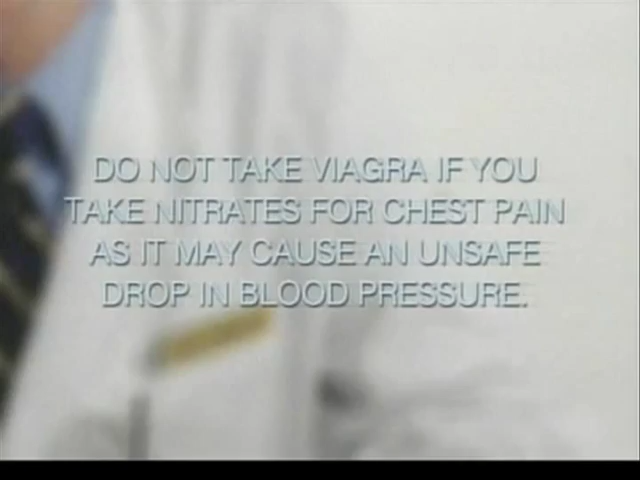 DO NOT TAKE VIAGRA IF YOU
TAKE NITRATES FOR CHEST PAIN
AS IT MAY CAUSE AN UNSAFE
DROP IN BLOOD PRESSURE.